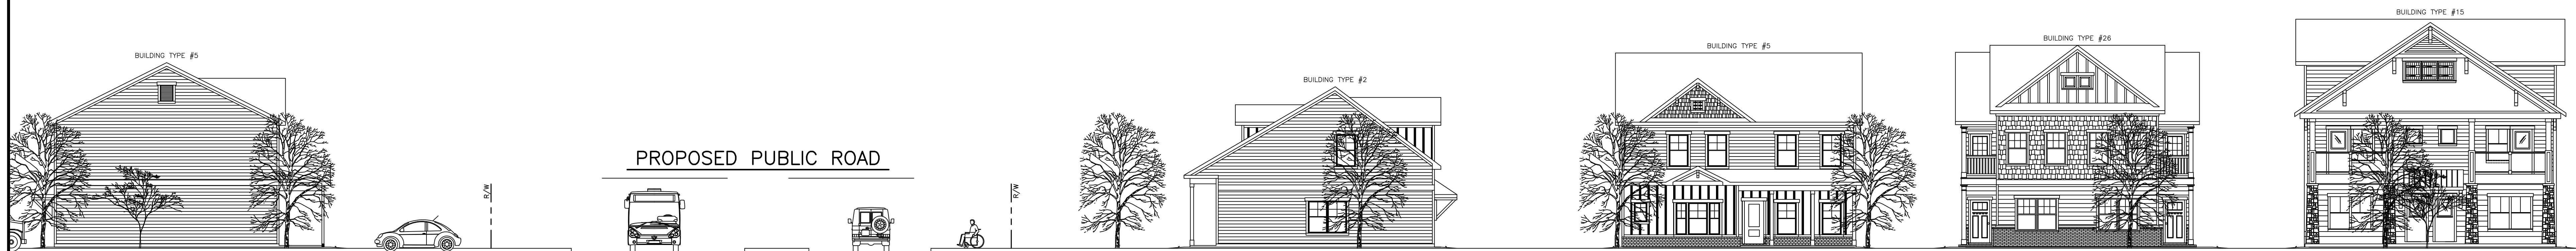 BUILDING TYPE #5
R/W
PROPOSED PUBLIC ROAD
R/W
BUILDING TYPE #2
BUILDING TYPE #5
BUILDING TYPE #26
BUILDING TYPE #15